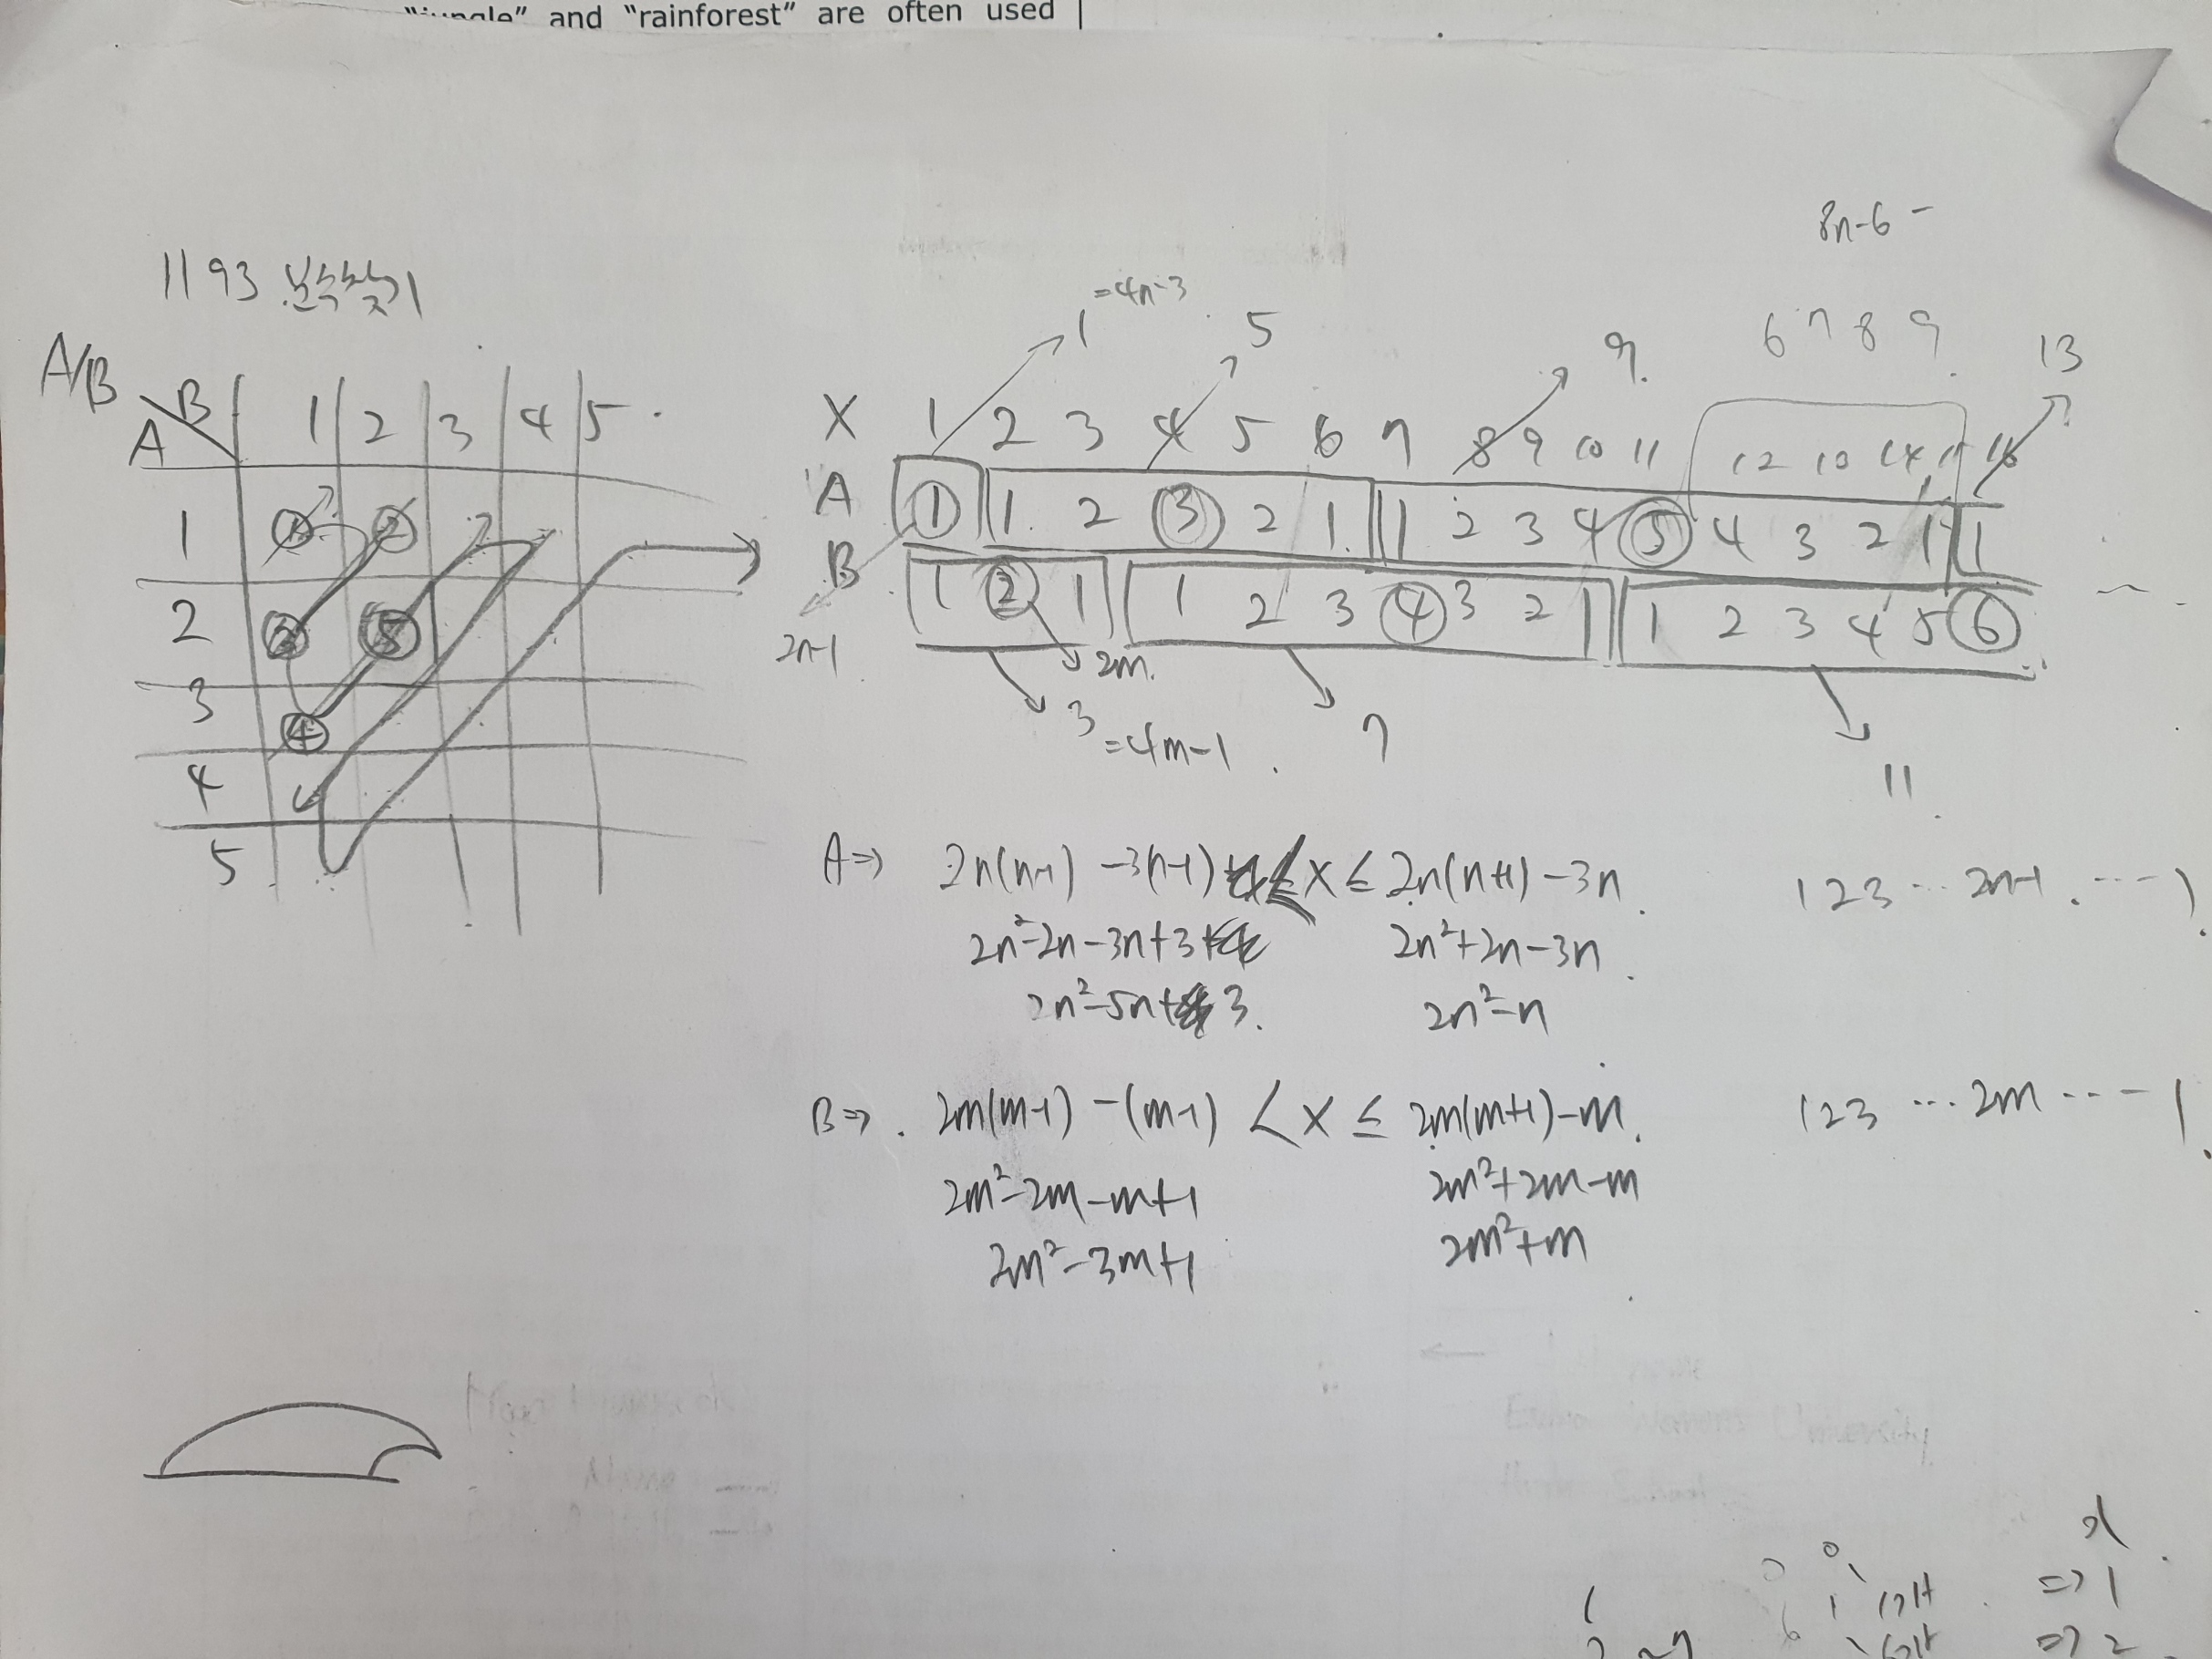 and "rainforest" are often used
8n-6-
1193 분수찾기
=4n-3
1 5 9. 6 7 8 9 13
A/B
B 1 2 3 4 5
A
X 1 2 3 4 5 6 7 8 9 10 11 12 13 14 15 16
A ① 1 2 ③ 2 1 1 2 3 4 ⑤ 4 3 2 1 1
B 1 ② 1 1 2 3 ④ 3 2 1 1 2 3 4 5 ⑥
1 ① ②
2 ③ ⑤
3 ④
4
5
2n-1 2m.
3 7 11
=4m-1
A⇒ 2n(n-1) -3(n-1) < X ≤ 2n(n+1)-3n 1 2 3 ... 2n-1 ... 1
2n²-2n-3n+3 2n²+2n-3n
2n²-5n+3. 2n²-n
B⇒. 2m(m-1) -(m-1) < X ≤ 2m(m+1)-m. 1 2 3 ... 2m ... 1
2m²-2m-m+1 2m²+2m-m
2m²-3m+1 2m²+m
⇒ 1
⇒ 2